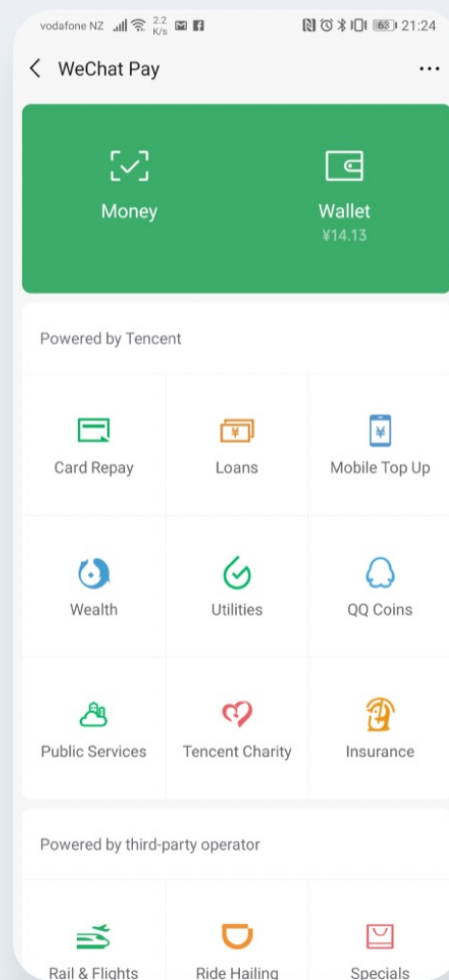 vodafone NZ 2.2 K/s 63 21:24
WeChat Pay
Money Wallet
¥14.13
Powered by Tencent
Card Repay Loans Mobile Top Up
Wealth Utilities QQ Coins
Public Services Tencent Charity Insurance
Powered by third-party operator
Rail & Flights Ride Hailing Specials